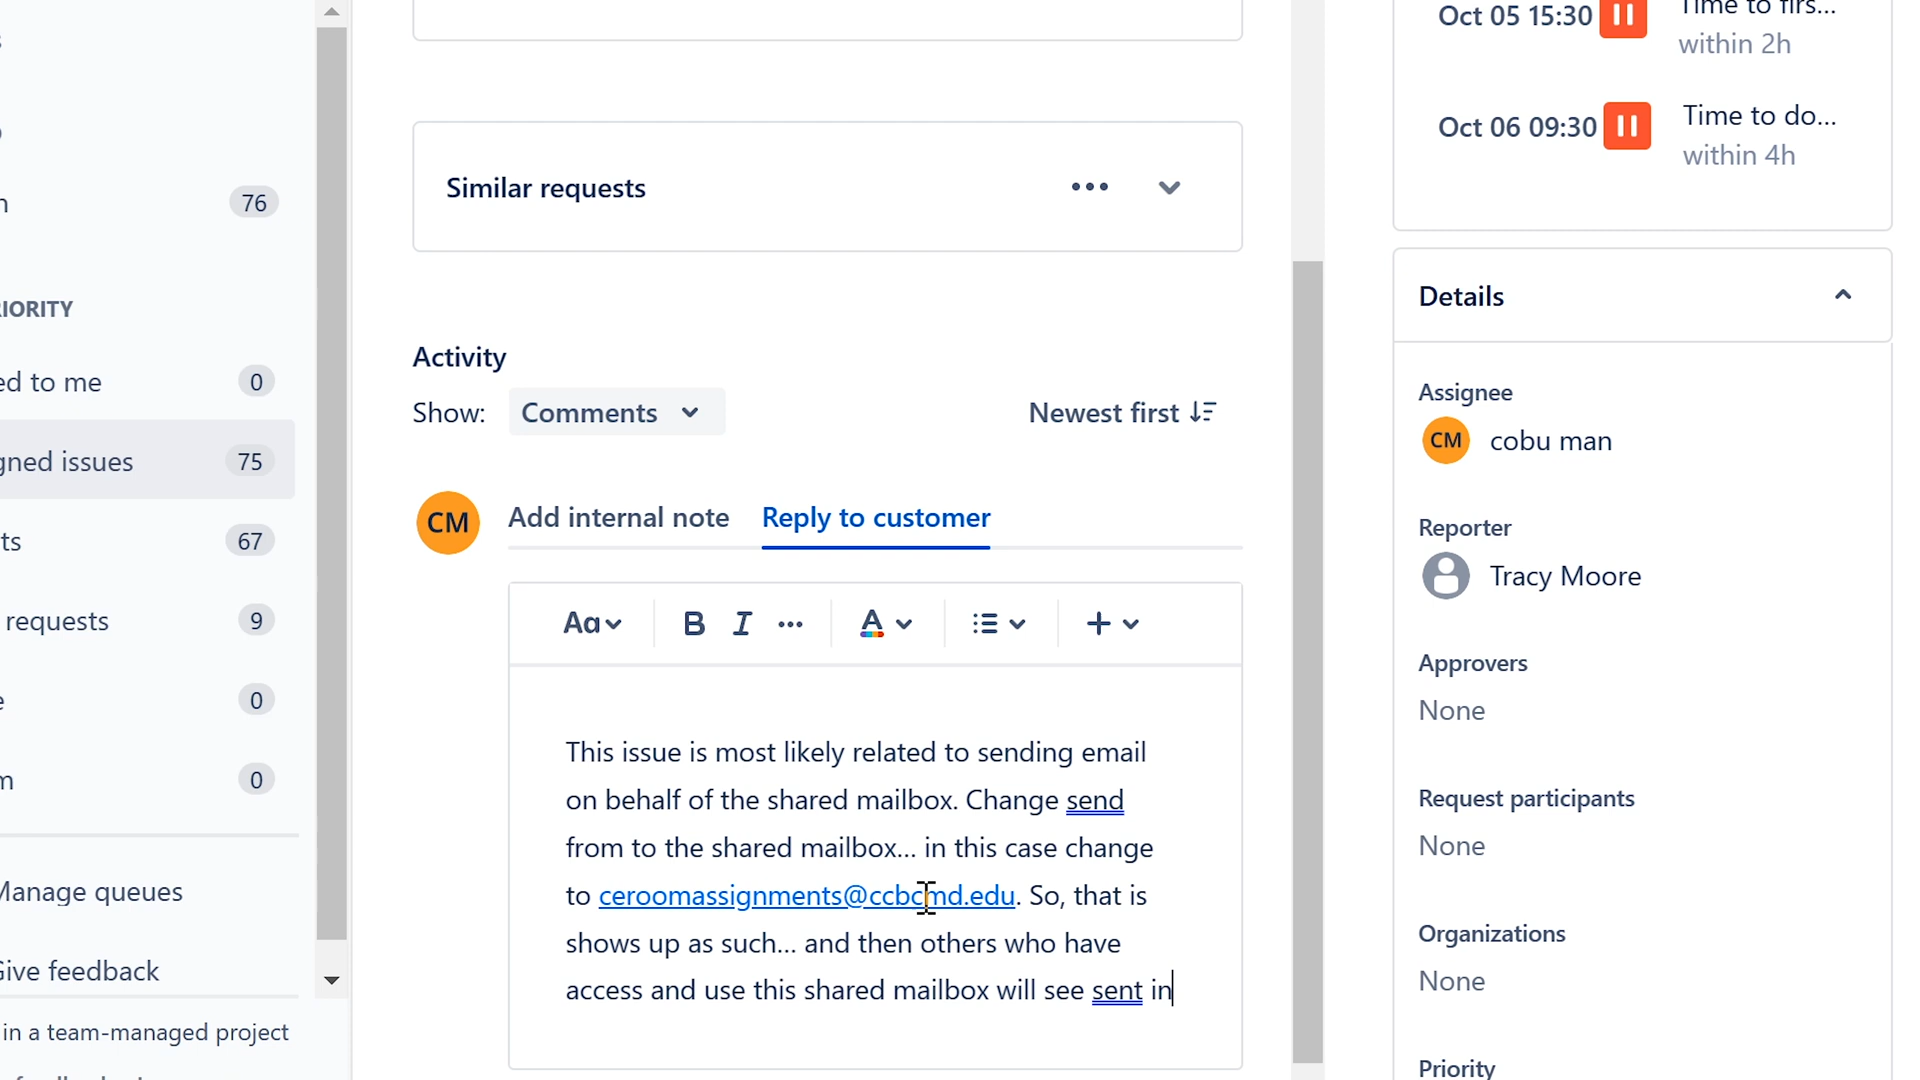 76
IORITY
ed to me
0
gned issues
75
ts
67
requests
9
0
0
Manage queues
Give feedback
in a team-managed project
Similar requests
Activity
Show:
Comments
Newest first
CM
Add internal note
Reply to customer
Aa
B
I
A
This issue is most likely related to sending email
on behalf of the shared mailbox. Change send
from to the shared mailbox... in this case change
to ceroomassignments@ccbcmd.edu. So, that is
shows up as such... and then others who have
access and use this shared mailbox will see sent in
Oct 05 15:30
Time to firs...
within 2h
Oct 06 09:30
Time to do...
within 4h
Details
Assignee
CM
cobu man
Reporter
Tracy Moore
Approvers
None
Request participants
None
Organizations
None
Priority